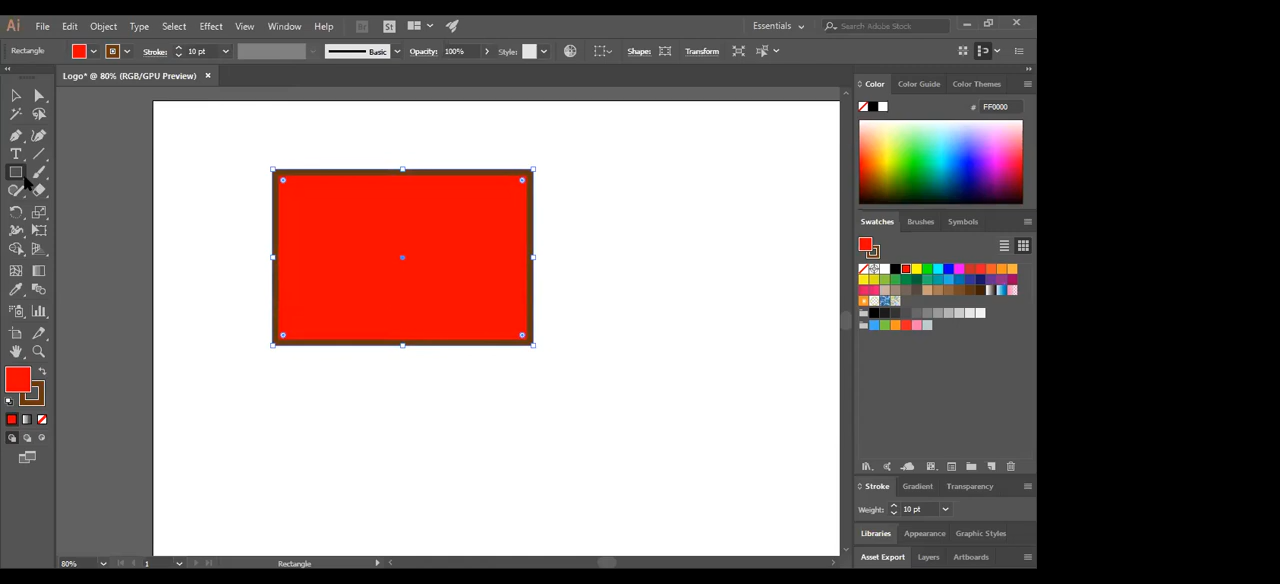 Ai File Edit Object Type Select Effect View Window Help Br St Essentials Search Adobe Stock
Rectangle Stroke: 10 pt Basic Opacity: 100% Style: Shape: Transform
Logo* @ 80% (RGB/GPU Preview) ×
Color Color Guide Color Themes
# FF0000
T
Swatches Brushes Symbols
Stroke Gradient Transparency
Weight: 10 pt
Libraries Appearance Graphic Styles
Asset Export Layers Artboards
80% 1 Rectangle